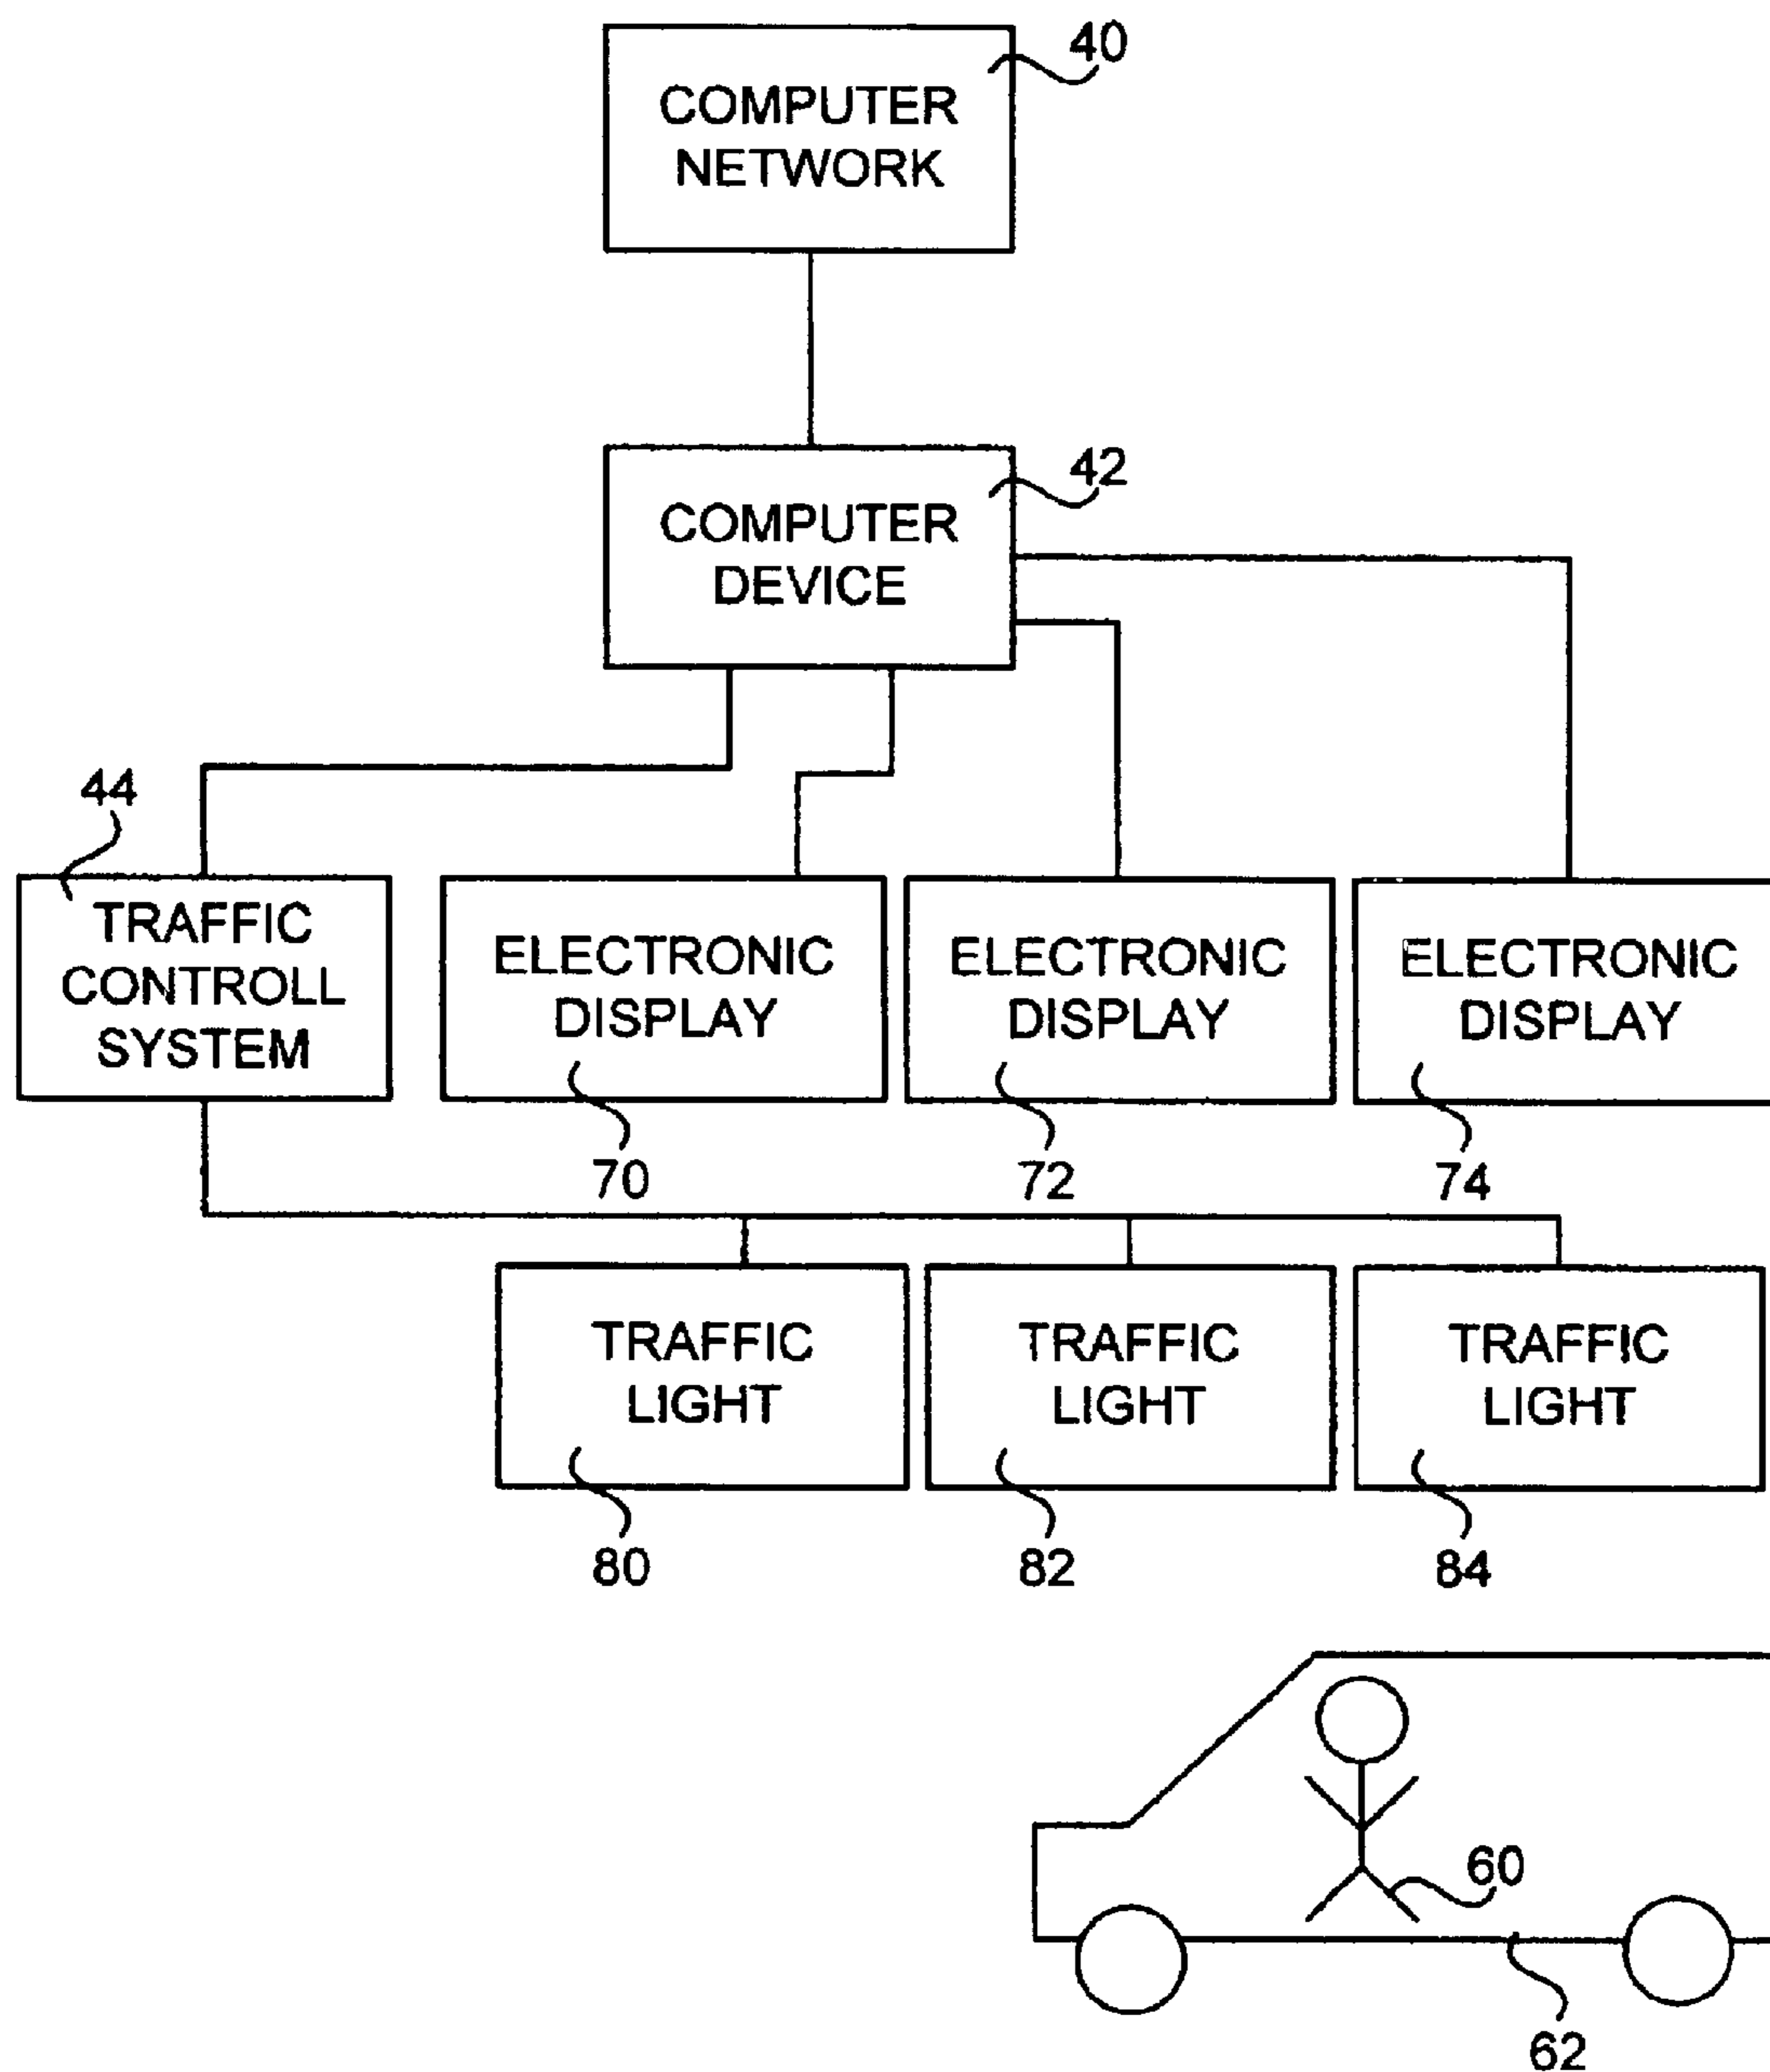 40
COMPUTER
NETWORK
42
COMPUTER
DEVICE
44
TRAFFIC
CONTROLL
SYSTEM
ELECTRONIC
DISPLAY
ELECTRONIC
DISPLAY
ELECTRONIC
DISPLAY
70
72
74
TRAFFIC
LIGHT
TRAFFIC
LIGHT
TRAFFIC
LIGHT
80
82
84
60
62